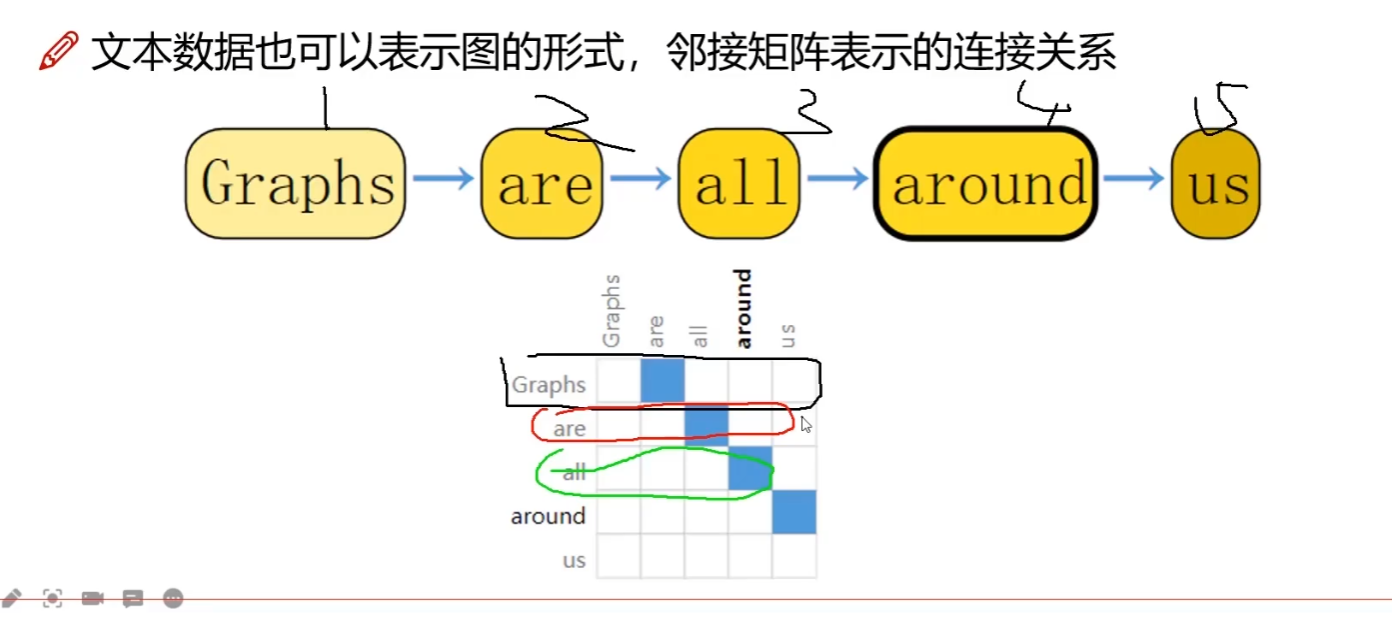 文本数据也可以表示图的形式，邻接矩阵表示的连接关系
1 2 3 4 5
Graphs are all around us
Graphs are all around us
Graphs
are
all
around
us